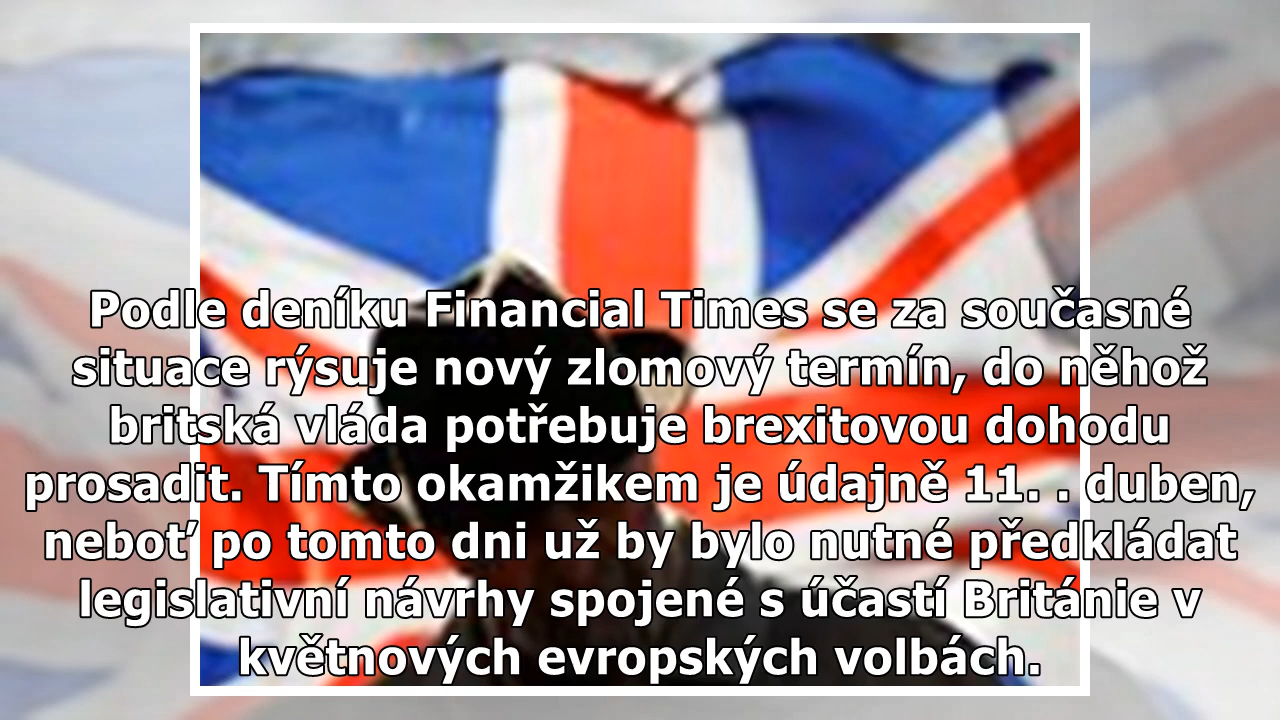 Podle deníku Financial Times se za současné
situace rýsuje nový zlomový termín, do něhož
britská vláda potřebuje brexitovou dohodu
prosadit. Tímto okamžikem je údajně 11. . duben,
neboť po tomto dni už by bylo nutné předkládat
legislativní návrhy spojené s účastí Británie v
květnových evropských volbách.